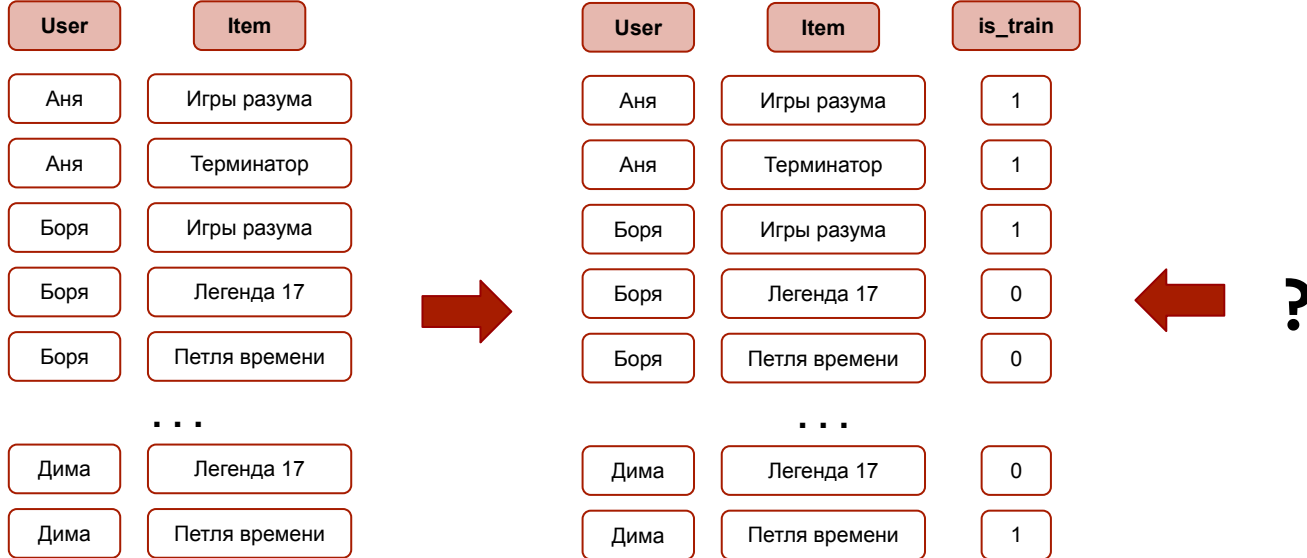 User Item User Item is_train
Аня Игры разума Аня Игры разума 1
Аня Терминатор Аня Терминатор 1
Боря Игры разума Боря Игры разума 1
Боря Легенда 17 Боря Легенда 17 0
?
Боря Петля времени Боря Петля времени 0
. . . . . .
Дима Легенда 17 Дима Легенда 17 0
Дима Петля времени Дима Петля времени 1